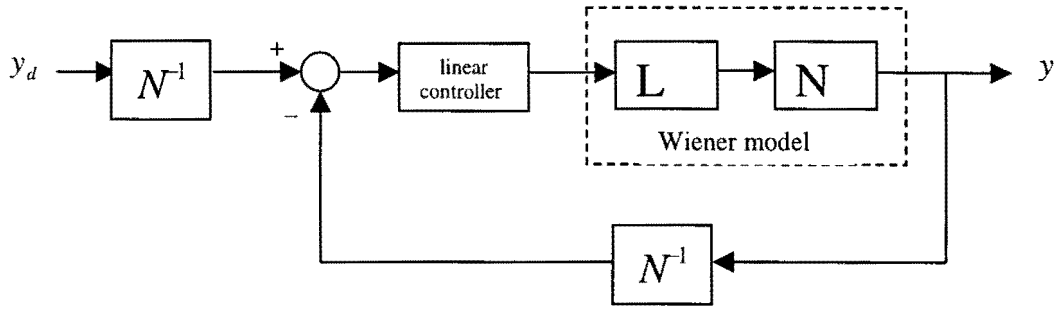 y_d
N⁻¹
+
−
linear
controller
L
N
Wiener model
y
N⁻¹